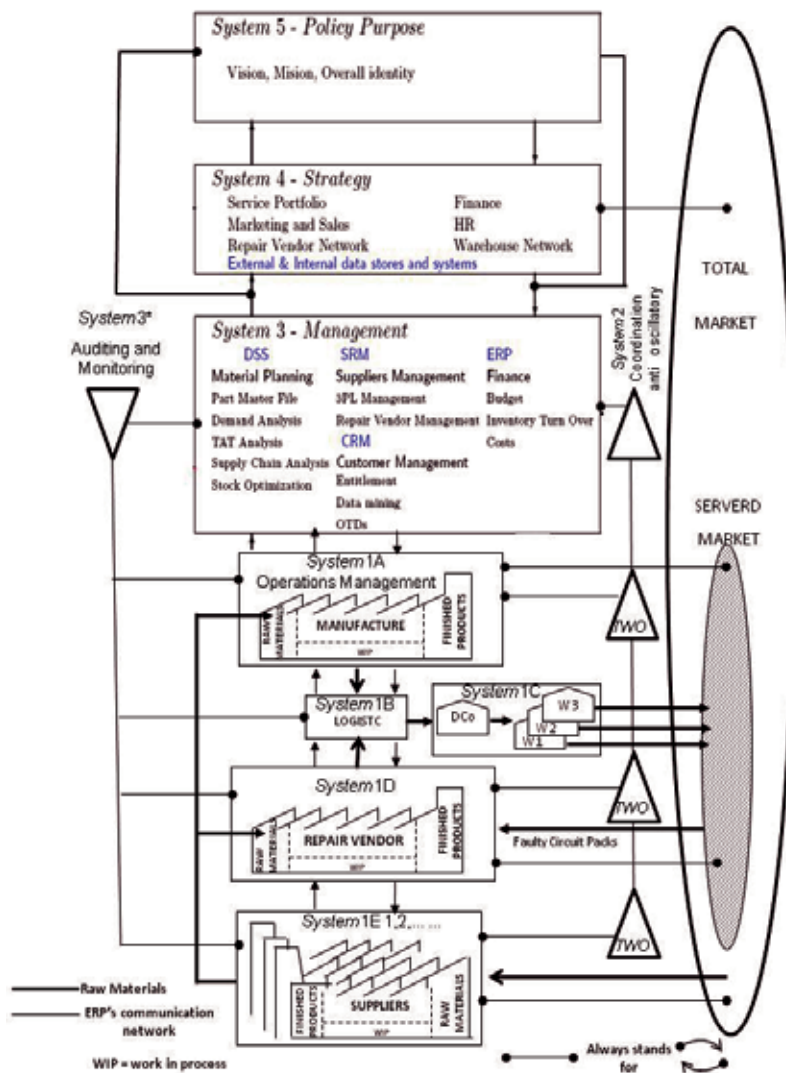 System 5 - Policy Purpose
Vision, Mision, Overall identity
System 4 - Strategy
Service Portfolio
Finance
Marketing and Sales
HR
Repair Vendor Network
Warehouse Network
External & Internal data stores and systems
TOTAL
MARKET
System3*
Auditing and
Monitoring
System 3 - Management
DSS
SRM
ERP
Material Planning
Suppliers Management
Finance
Part Master File
3PL Management
Budget
Demand Analysis
Repair Vendor Management
Inventory Turn Over
TAT Analysis
CRM
Costs
Supply Chain Analysis
Customer Management
Stock Optimization
Entitlement
Data mining
OTDs
System 2
Coordination
anti oscillatory
SERVERD
MARKET
System1A
Operations Management
RAW
MATERIALS
MANUFACTURE
WIP
FINISHED
PRODUCTS
TWO
System1B
LOGISTC
System1C
DCo
W3
W2
W1
System1D
RAW
MATERIALS
REPAIR VENDOR
WIP
FINISHED
PRODUCTS
TWO
Faulty Circuit Packs
System1E 1,2,... ...
FINISHED
PRODUCTS
SUPPLIERS
WIP
RAW
MATERIALS
TWO
Raw Materials
ERP's communication
network
WIP = work in process
Always stands
for